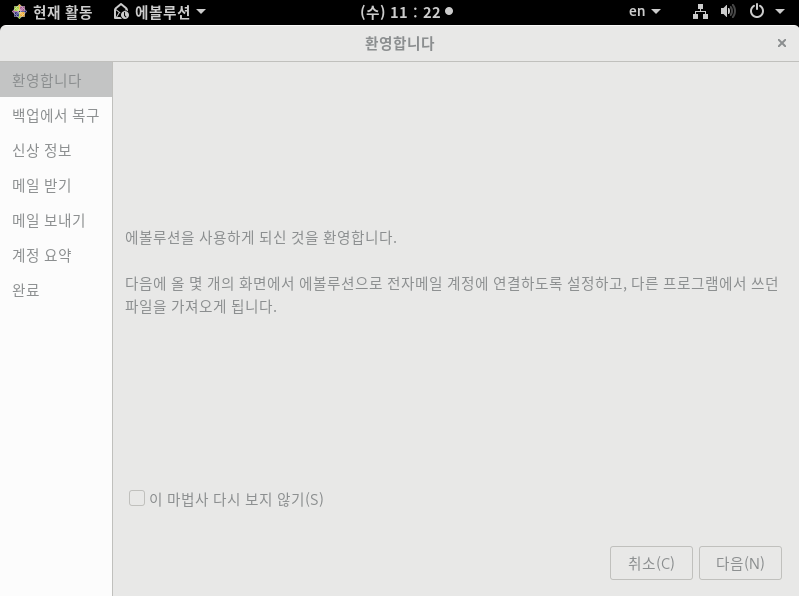 현재 활동
에볼루션
(수) 11 : 22
en
환영합니다
환영합니다
백업에서 복구
신상 정보
메일 받기
메일 보내기
계정 요약
완료
에볼루션을 사용하게 되신 것을 환영합니다.
다음에 올 몇 개의 화면에서 에볼루션으로 전자메일 계정에 연결하도록 설정하고, 다른 프로그램에서 쓰던
파일을 가져오게 됩니다.
이 마법사 다시 보지 않기(S)
취소(C)
다음(N)